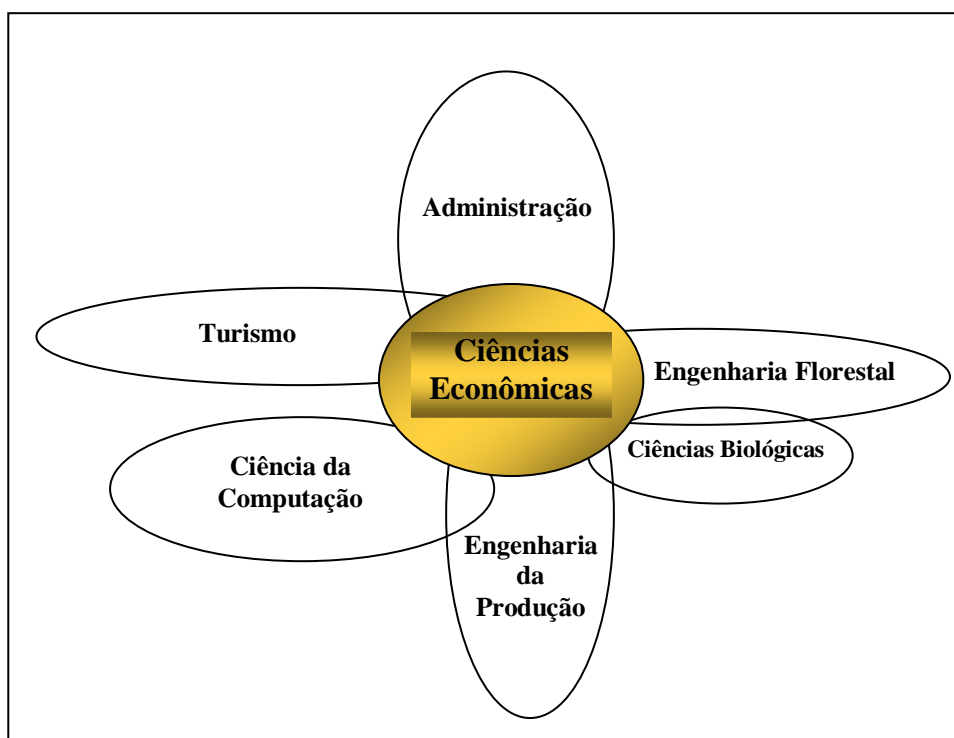 Administração
Turismo
Ciências
Econômicas
Engenharia Florestal
Ciências Biológicas
Ciência da
Computação
Engenharia
da
Produção